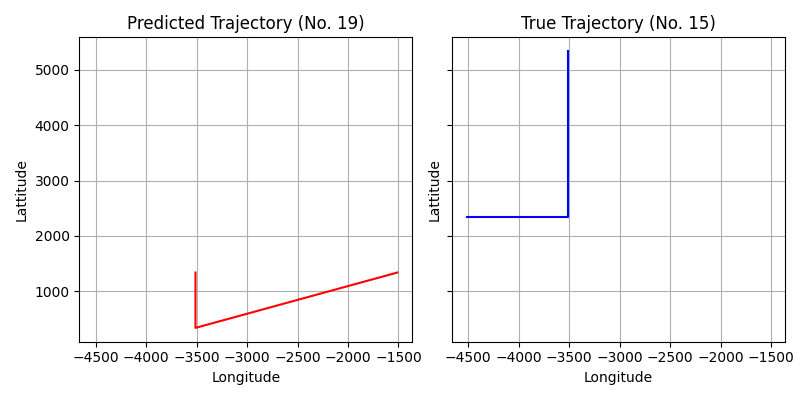 Predicted Trajectory (No. 19)
True Trajectory (No. 15)
Lattitude
5000
4000
3000
2000
1000
−4500 −4000 −3500 −3000 −2500 −2000 −1500
Longitude
Lattitude
−4500 −4000 −3500 −3000 −2500 −2000 −1500
Longitude